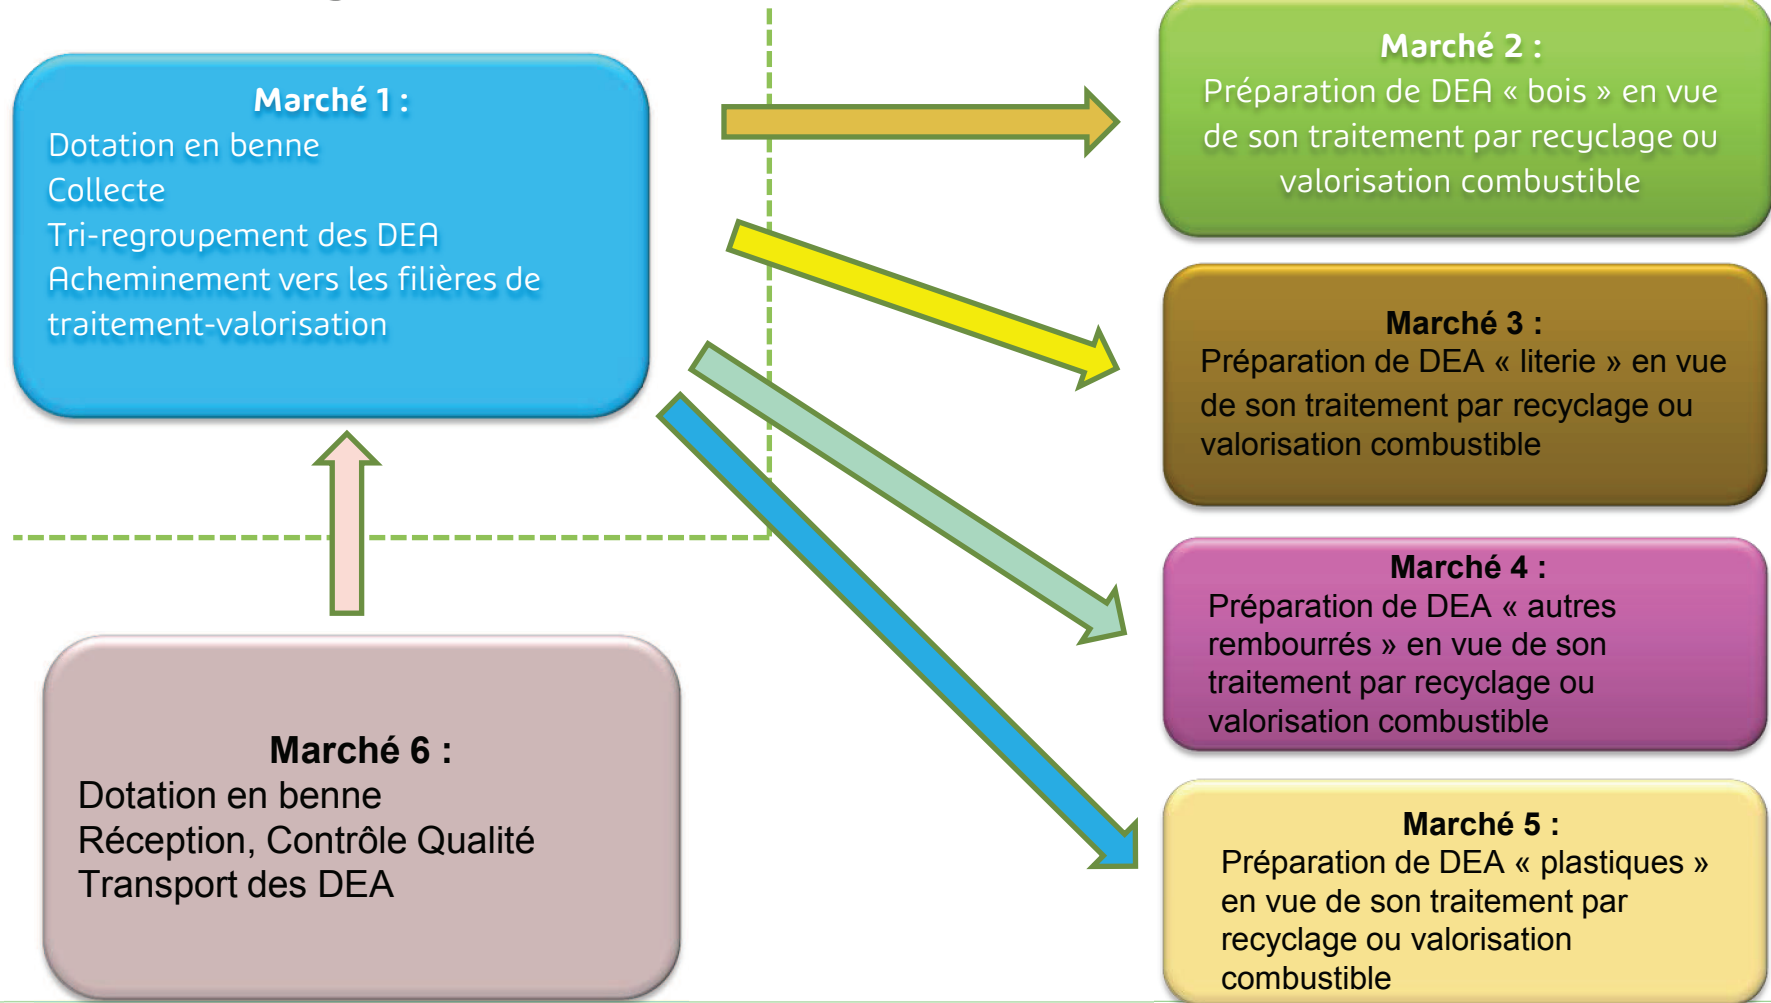 Marché 1 :
Dotation en benne
Collecte
Tri-regroupement des DEA
Acheminement vers les filières de
traitement-valorisation
Marché 2 :
Préparation de DEA « bois » en vue
de son traitement par recyclage ou
valorisation combustible
Marché 3 :
Préparation de DEA « literie » en vue
de son traitement par recyclage ou
valorisation combustible
Marché 4 :
Préparation de DEA « autres
rembourrés » en vue de son
traitement par recyclage ou
valorisation combustible
Marché 6 :
Dotation en benne
Réception, Contrôle Qualité
Transport des DEA
Marché 5 :
Préparation de DEA « plastiques »
en vue de son traitement par
recyclage ou valorisation
combustible